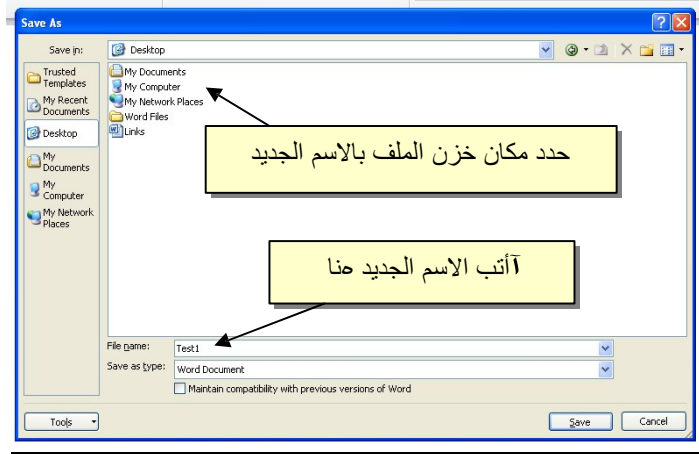 Save As
Save in:
Desktop
Trusted
Templates
My Recent
Documents
Desktop
My
Documents
My
Computer
My Network
Places
My Documents
My Computer
My Network Places
Word Files
Links
حدد مكان خزن الملف بالاسم الجديد
آأتب الاسم الجديد هنا
File name:
Test1
Save as type:
Word Document
Maintain compatibility with previous versions of Word
Tools
Save
Cancel